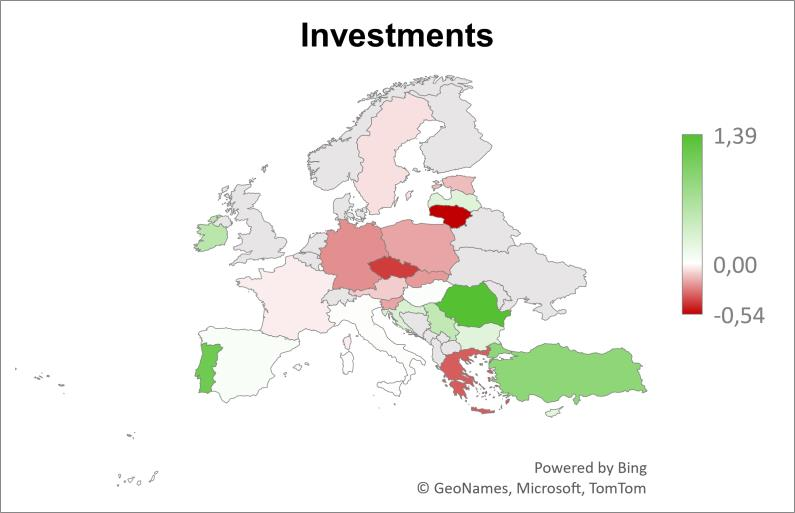 Investments
1,39
0,00
-0,54
Powered by Bing
© GeoNames, Microsoft, TomTom